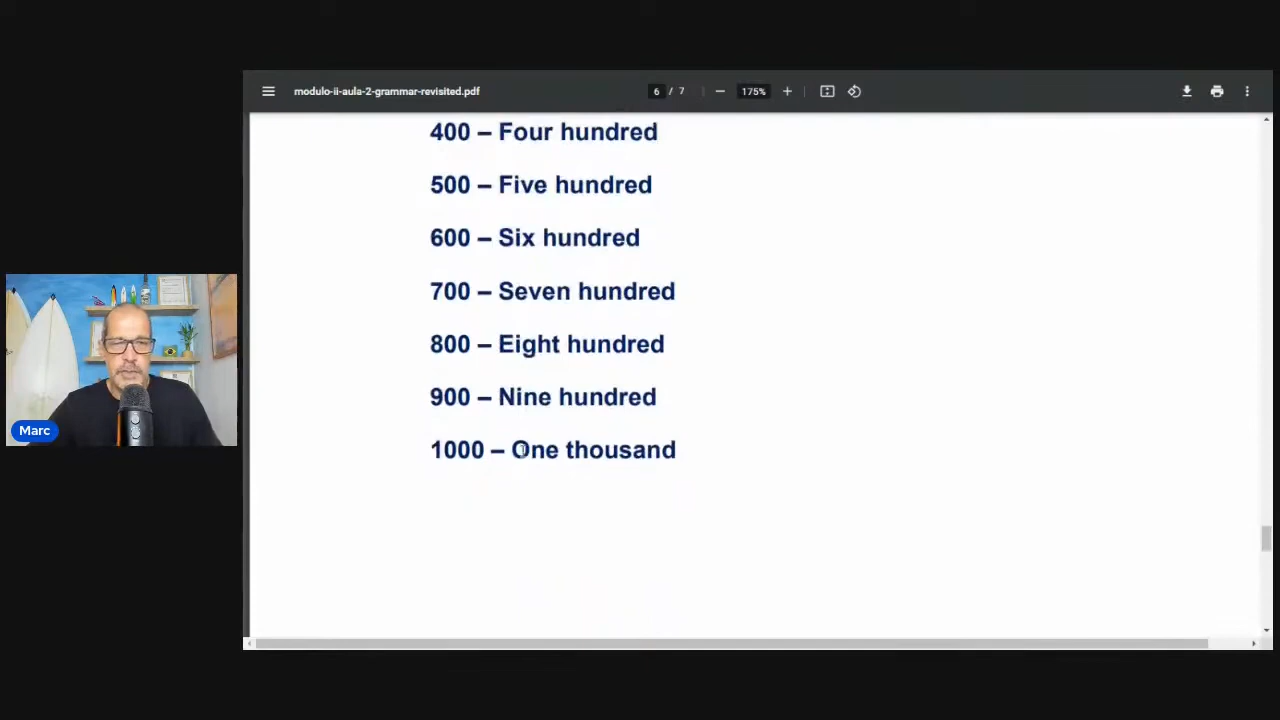 modulo-ii-aula-2-grammar-revisited.pdf
6 / 7
175%
400 – Four hundred
500 – Five hundred
600 – Six hundred
700 – Seven hundred
800 – Eight hundred
900 – Nine hundred
1000 – One thousand
Marc